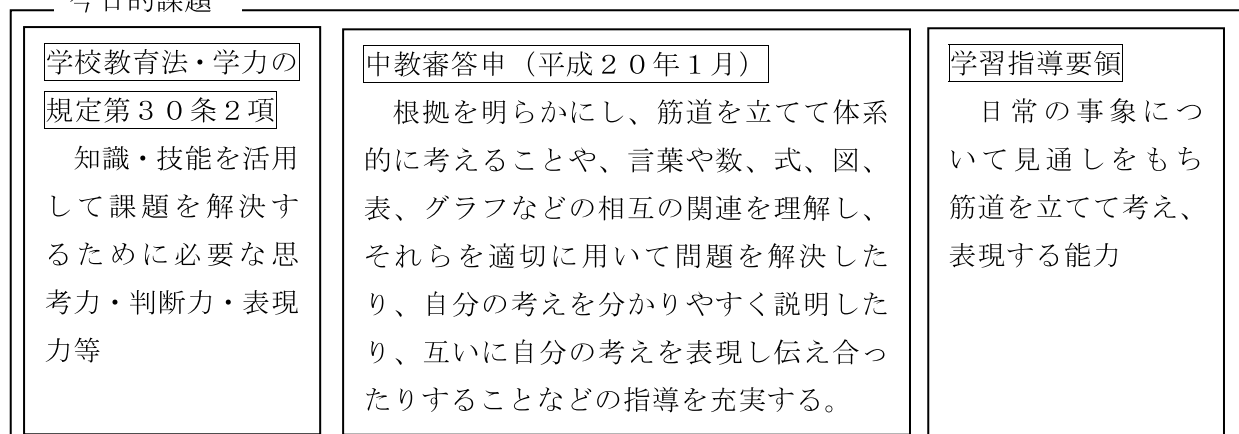 今日的課題
学校教育法・学力の
規定第３０条２項
知識・技能を活用
して課題を解決す
るために必要な思
考力・判断力・表現
力等
中教審答申（平成２０年１月）
根拠を明らかにし、筋道を立てて体系
的に考えることや、言葉や数、式、図、
表、グラフなどの相互の関連を理解し、
それらを適切に用いて問題を解決した
り、自分の考えを分かりやすく説明した
り、互いに自分の考えを表現し伝え合っ
たりすることなどの指導を充実する。
学習指導要領
日常の事象につ
いて見通しをもち
筋道を立てて考え、
表現する能力